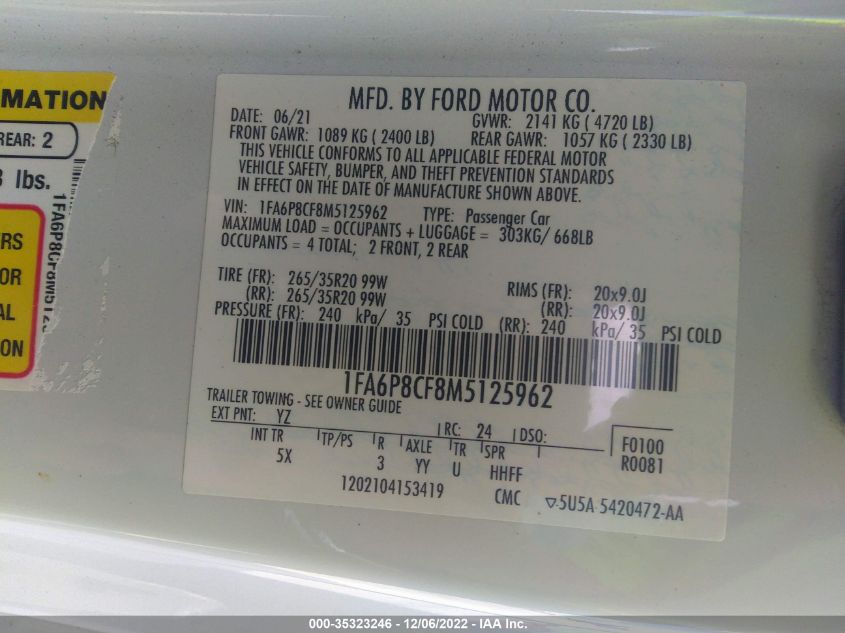 MATION
REAR: 2
8 lbs.
1FA6P8CF8M512
RS
OR
AL
ON
MFD. BY FORD MOTOR CO.
DATE: 06/21 GVWR: 2141 KG ( 4720 LB)
FRONT GAWR: 1089 KG ( 2400 LB) REAR GAWR: 1057 KG ( 2330 LB)
THIS VEHICLE CONFORMS TO ALL APPLICABLE FEDERAL MOTOR
VEHICLE SAFETY, BUMPER, AND THEFT PREVENTION STANDARDS
IN EFFECT ON THE DATE OF MANUFACTURE SHOWN ABOVE.
VIN: 1FA6P8CF8M5125962 TYPE: Passenger Car
MAXIMUM LOAD = OCCUPANTS + LUGGAGE = 303KG/ 668LB
OCCUPANTS = 4 TOTAL; 2 FRONT, 2 REAR
TIRE (FR): 265/35R20 99W RIMS (FR): 20x9.0J
(RR): 265/35R20 99W (RR): 20x9.0J
PRESSURE (FR): 240 kPa/ 35 PSI COLD (RR): 240 kPa/ 35 PSI COLD
1FA6P8CF8M5125962
TRAILER TOWING - SEE OWNER GUIDE
EXT PNT: YZ RC: 24 DSO:
INT TR TP/PS R AXLE TR SPR F0100
5X 3 YY U HHFF R0081
1202104153419 CMC ▽-5U5A 5420472-AA
000-35323246 - 12/06/2022 - IAA Inc.